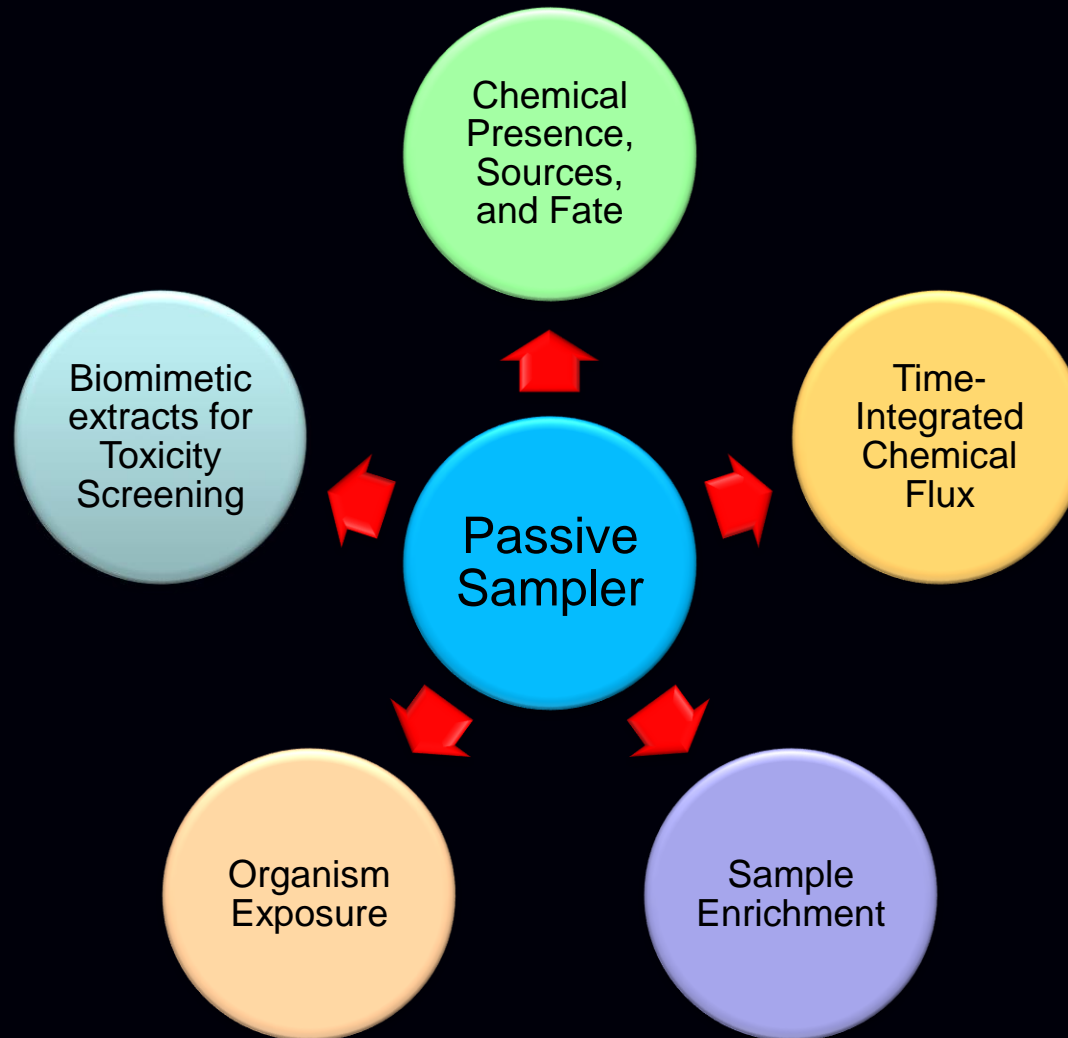 Chemical
Presence,
Sources,
and Fate
Biomimetic
extracts for
Toxicity
Screening
Time-
Integrated
Chemical
Flux
Passive
Sampler
Organism
Exposure
Sample
Enrichment